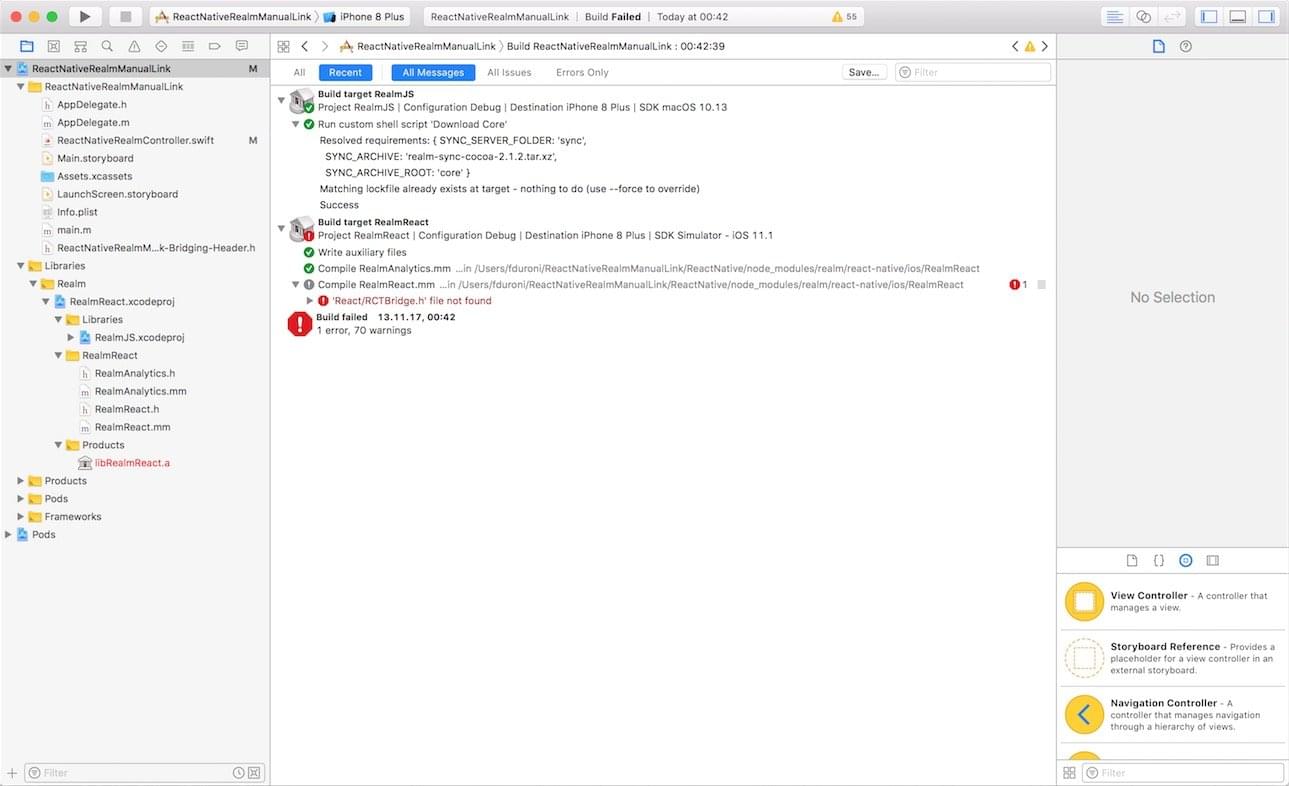 ReactNativeRealmManualLink iPhone 8 Plus
ReactNativeRealmManualLink | Build Failed | Today at 00:42
55
ReactNativeRealmManualLink Build ReactNativeRealmManualLink : 00:42:39
All Recent All Messages All Issues Errors Only Save... Filter
ReactNativeRealmManualLink M
ReactNativeRealmManualLink
AppDelegate.h
AppDelegate.m
ReactNativeRealmController.swift M
Main.storyboard
Assets.xcassets
LaunchScreen.storyboard
Info.plist
main.m
ReactNativeRealmM...k-Bridging-Header.h
Libraries
Realm
RealmReact.xcodeproj
Libraries
RealmJS.xcodeproj
RealmReact
RealmAnalytics.h
RealmAnalytics.mm
RealmReact.h
RealmReact.mm
Products
libRealmReact.a
Products
Pods
Frameworks
Pods
Filter
Build target RealmJS
Project RealmJS | Configuration Debug | Destination iPhone 8 Plus | SDK macOS 10.13
Run custom shell script 'Download Core'
Resolved requirements: { SYNC_SERVER_FOLDER: 'sync',
SYNC_ARCHIVE: 'realm-sync-cocoa-2.1.2.tar.xz',
SYNC_ARCHIVE_ROOT: 'core' }
Matching lockfile already exists at target - nothing to do (use --force to override)
Success
Build target RealmReact
Project RealmReact | Configuration Debug | Destination iPhone 8 Plus | SDK Simulator - iOS 11.1
Write auxiliary files
Compile RealmAnalytics.mm ...in /Users/fduroni/ReactNativeRealmManualLink/ReactNative/node_modules/realm/react-native/ios/RealmReact
Compile RealmReact.mm ...in /Users/fduroni/ReactNativeRealmManualLink/ReactNative/node_modules/realm/react-native/ios/RealmReact 1
'React/RCTBridge.h' file not found
Build failed 13.11.17, 00:42
1 error, 70 warnings
No Selection
View Controller - A controller that
manages a view.
Storyboard Reference - Provides a
placeholder for a view controller in an
external storyboard.
Navigation Controller - A
controller that manages navigation
through a hierarchy of views.
Filter